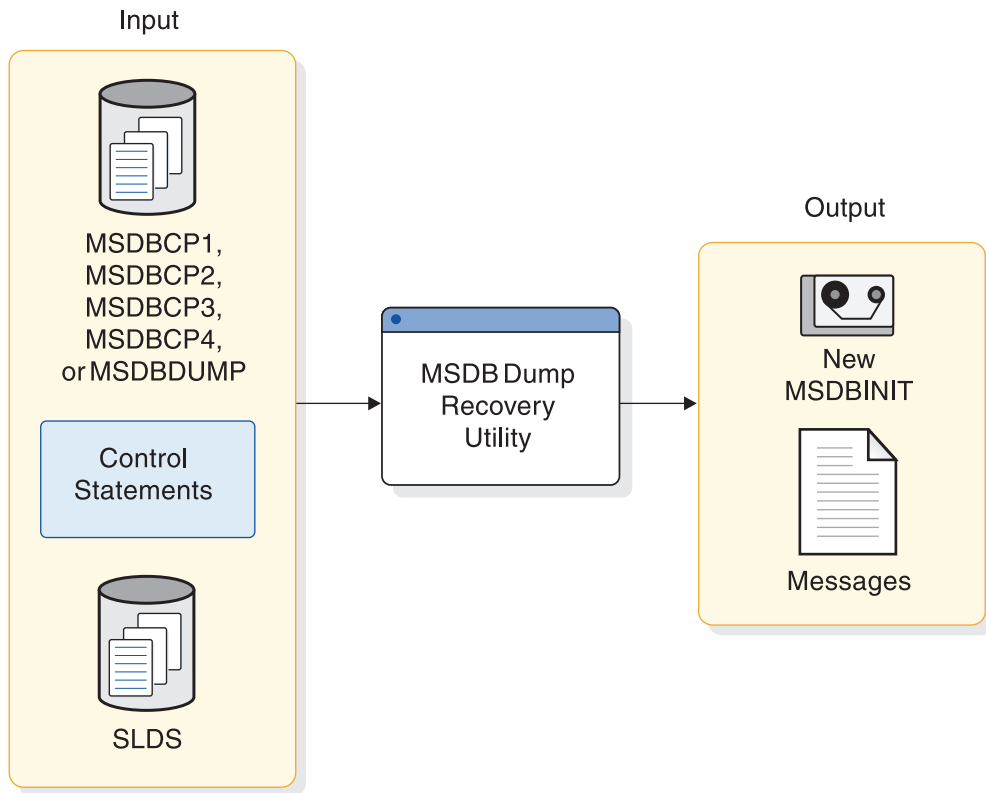 Input
MSDBCP1,
MSDBCP2,
MSDBCP3,
MSDBCP4,
or MSDBDUMP
Control
Statements
SLDS
MSDB Dump
Recovery
Utility
Output
New
MSDBINIT
Messages